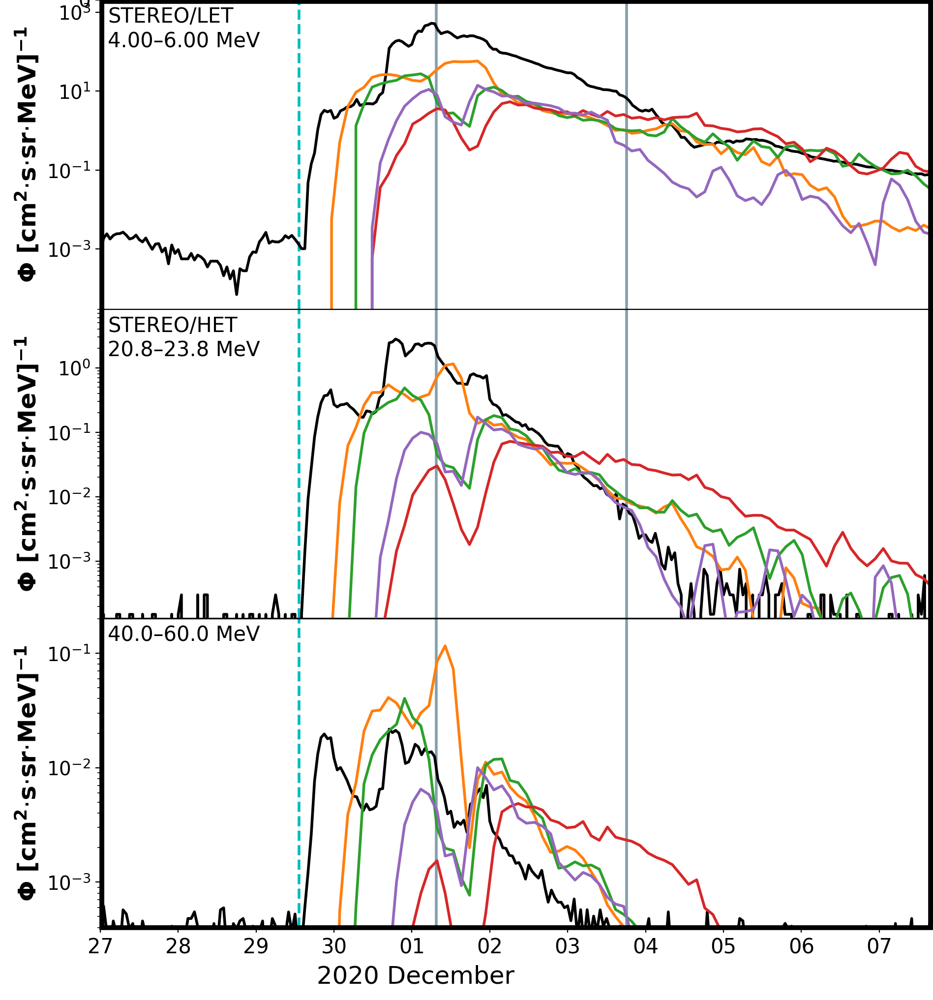 10³
STEREO/LET
4.00–6.00 MeV
10¹
10⁻¹
10⁻³
Φ [cm²·s·sr·MeV]⁻¹
STEREO/HET
20.8–23.8 MeV
10⁰
10⁻¹
10⁻²
10⁻³
Φ [cm²·s·sr·MeV]⁻¹
40.0–60.0 MeV
10⁻¹
10⁻²
10⁻³
Φ [cm²·s·sr·MeV]⁻¹
27 28 29 30 01 02 03 04 05 06 07
2020 December